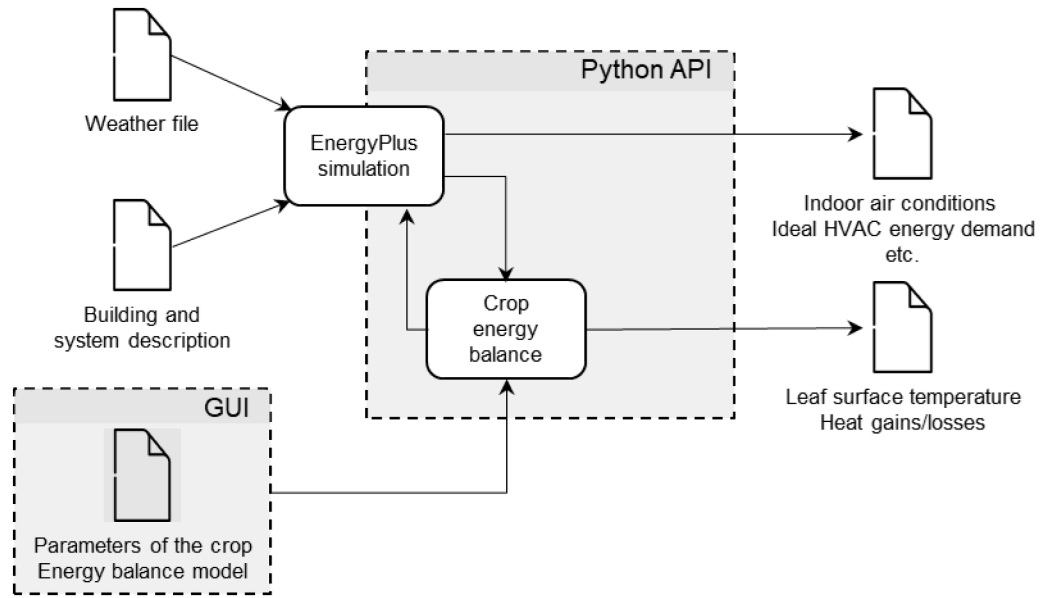 Python API
Weather file
EnergyPlus
simulation
Indoor air conditions
Ideal HVAC energy demand
etc.
Building and
system description
Crop
energy
balance
Leaf surface temperature
Heat gains/losses
GUI
Parameters of the crop
Energy balance model